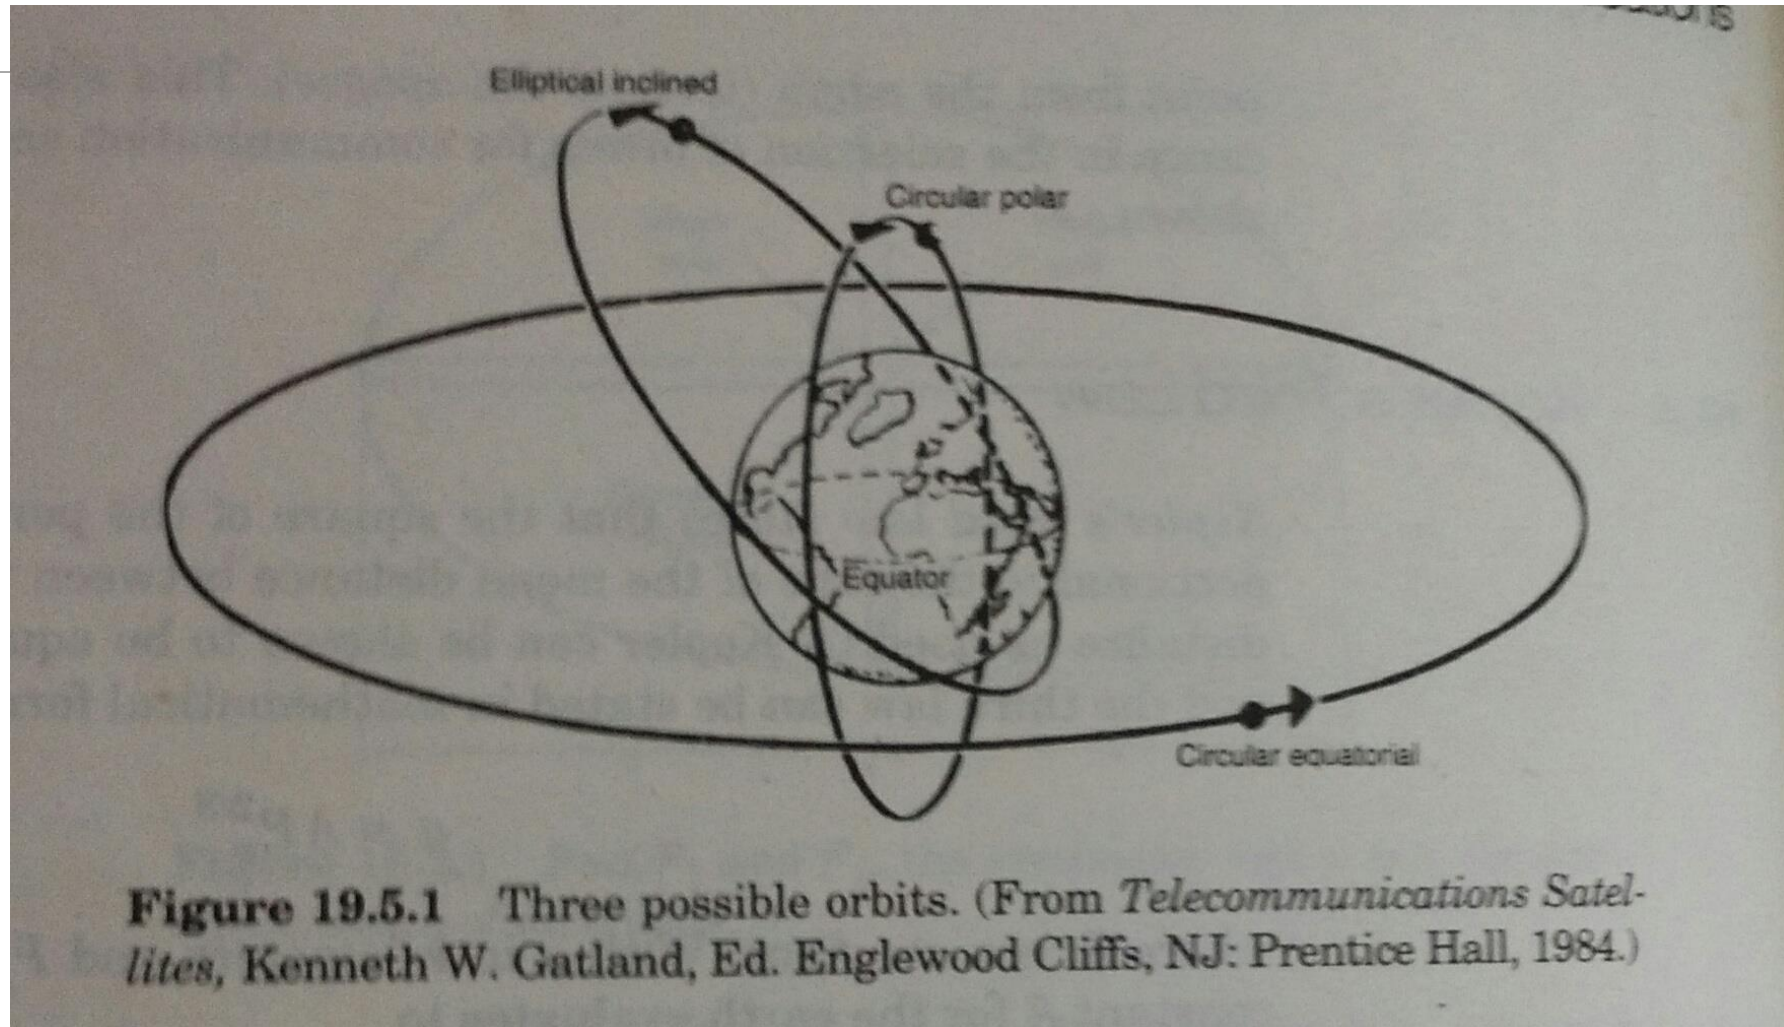 Elliptical inclined
Circular polar
Equator
Circular equatorial
Figure 19.5.1 Three possible orbits. (From Telecommunications Satel-
lites, Kenneth W. Gatland, Ed. Englewood Cliffs, NJ: Prentice Hall, 1984.)